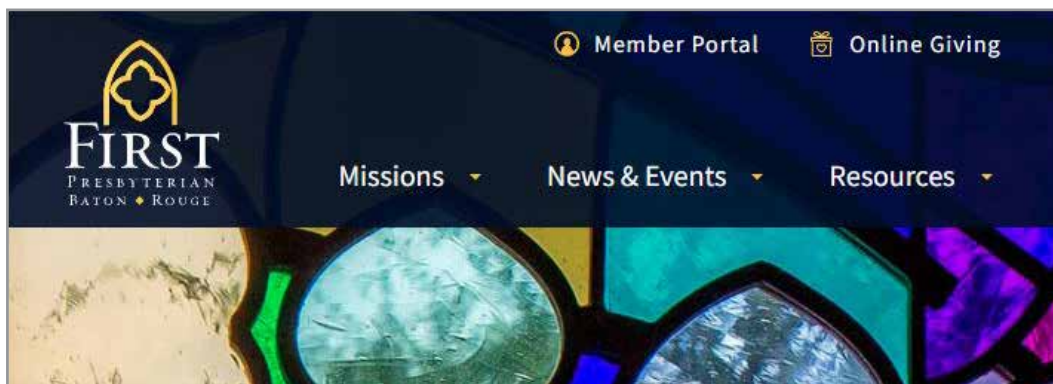 Member Portal
Online Giving
FIRST
PRESBYTERIAN
BATON ROUGE
Missions
News & Events
Resources